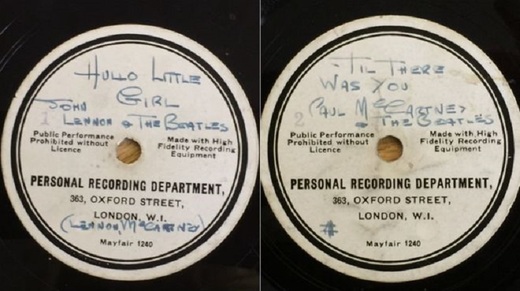 HULLO LITTLE
GIRL
JOHN
1 LENNON & THE BEATLES
Public Performance
Prohibited without
Licence
Made with High
Fidelity Recording
Equipment
PERSONAL RECORDING DEPARTMENT,
363, OXFORD STREET,
LONDON, W.I.
(LENNON McCARTNEY)
Mayfair 1240
'TIL THERE
WAS YOU
2 PAUL McCARTNEY
& THE BEATLES
Public Performance
Prohibited without
Licence
Made with High
Fidelity Recording
Equipment
PERSONAL RECORDING DEPARTMENT,
363, OXFORD STREET,
LONDON, W.I.
Mayfair 1240